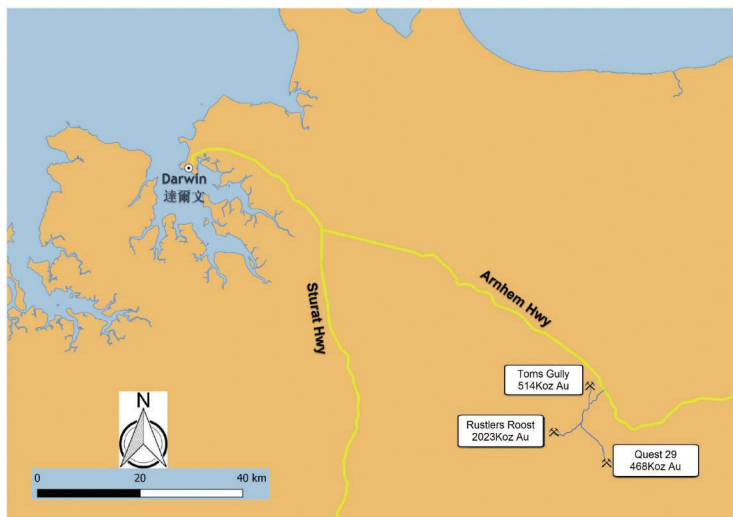 Darwin
達爾文
Sturat Hwy
Arnhem Hwy
Toms Gully
514Koz Au
Rustlers Roost
2023Koz Au
Quest 29
468Koz Au
N
0 20 40 km